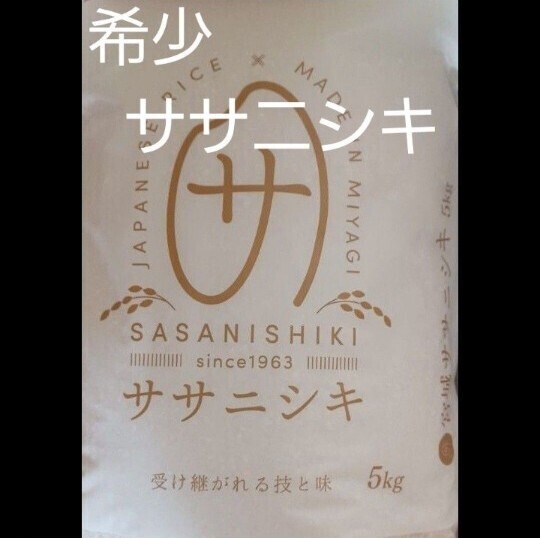 希少
ササニシキ
JAPANESE RICE × MADE IN MIYAGI
サ
SASANISHIKI
since1963
ササニシキ
受け継がれる技と味 5kg
ササニシキ 5kg